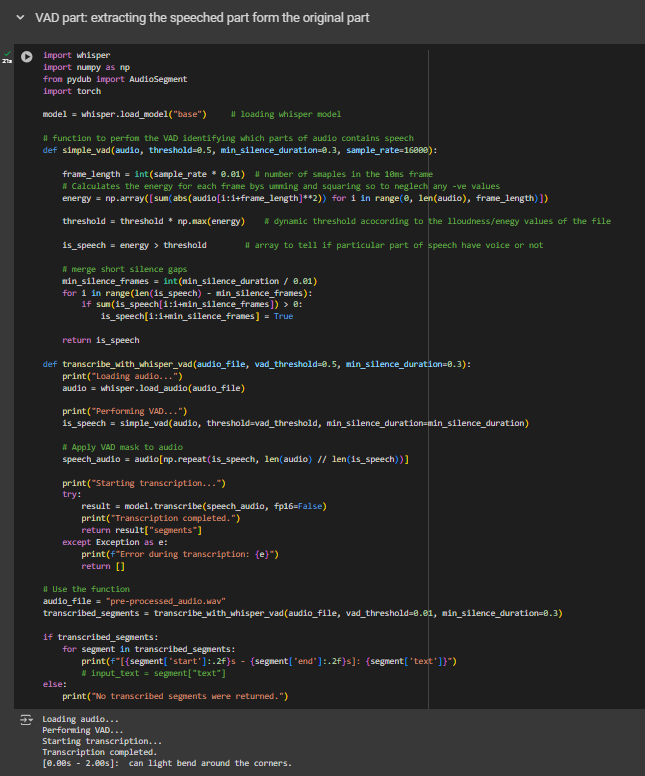 VAD part: extracting the speeched part form the original part
21s
import whisper
import numpy as np
from pydub import AudioSegment
import torch
model = whisper.load_model("base")     # loading whisper model
# function to perfom the VAD identifying which parts of audio contains speech
def simple_vad(audio, threshold=0.5, min_silence_duration=0.3, sample_rate=16000):
    frame_length = int(sample_rate * 0.01)  # number of smaples in the 10ms frame
    # Calculates the energy for each frame bys umming and squaring so to neglech any -ve values
    energy = np.array([sum(abs(audio[i:i+frame_length]**2)) for i in range(0, len(audio), frame_length)])
    threshold = threshold * np.max(energy)    # dynamic threshold acocording to the lloudness/enegy values of the file
    is_speech = energy > threshold        # array to tell if particular part of speech have voice or not
    # merge short silence gaps
    min_silence_frames = int(min_silence_duration / 0.01)
    for i in range(len(is_speech) - min_silence_frames):
        if sum(is_speech[i:i+min_silence_frames]) > 0:
            is_speech[i:i+min_silence_frames] = True
    return is_speech
def transcribe_with_whisper_vad(audio_file, vad_threshold=0.5, min_silence_duration=0.3):
    print("Loading audio...")
    audio = whisper.load_audio(audio_file)
    print("Performing VAD...")
    is_speech = simple_vad(audio, threshold=vad_threshold, min_silence_duration=min_silence_duration)
    # Apply VAD mask to audio
    speech_audio = audio[np.repeat(is_speech, len(audio) // len(is_speech))]
    print("Starting transcription...")
    try:
        result = model.transcribe(speech_audio, fp16=False)
        print("Transcription completed.")
        return result["segments"]
    except Exception as e:
        print(f"Error during transcription: {e}")
        return []
# Use the function
audio_file = "pre-processed_audio.wav"
transcribed_segments = transcribe_with_whisper_vad(audio_file, vad_threshold=0.01, min_silence_duration=0.3)
if transcribed_segments:
    for segment in transcribed_segments:
        print(f"[{segment['start']:.2f}s - {segment['end']:.2f}s]: {segment['text']}")
        # input_text = segment["text"]
else:
    print("No transcribed segments were returned.")
Loading audio...
Performing VAD...
Starting transcription...
Transcription completed.
[0.00s - 2.00s]:  can light bend around the corners.